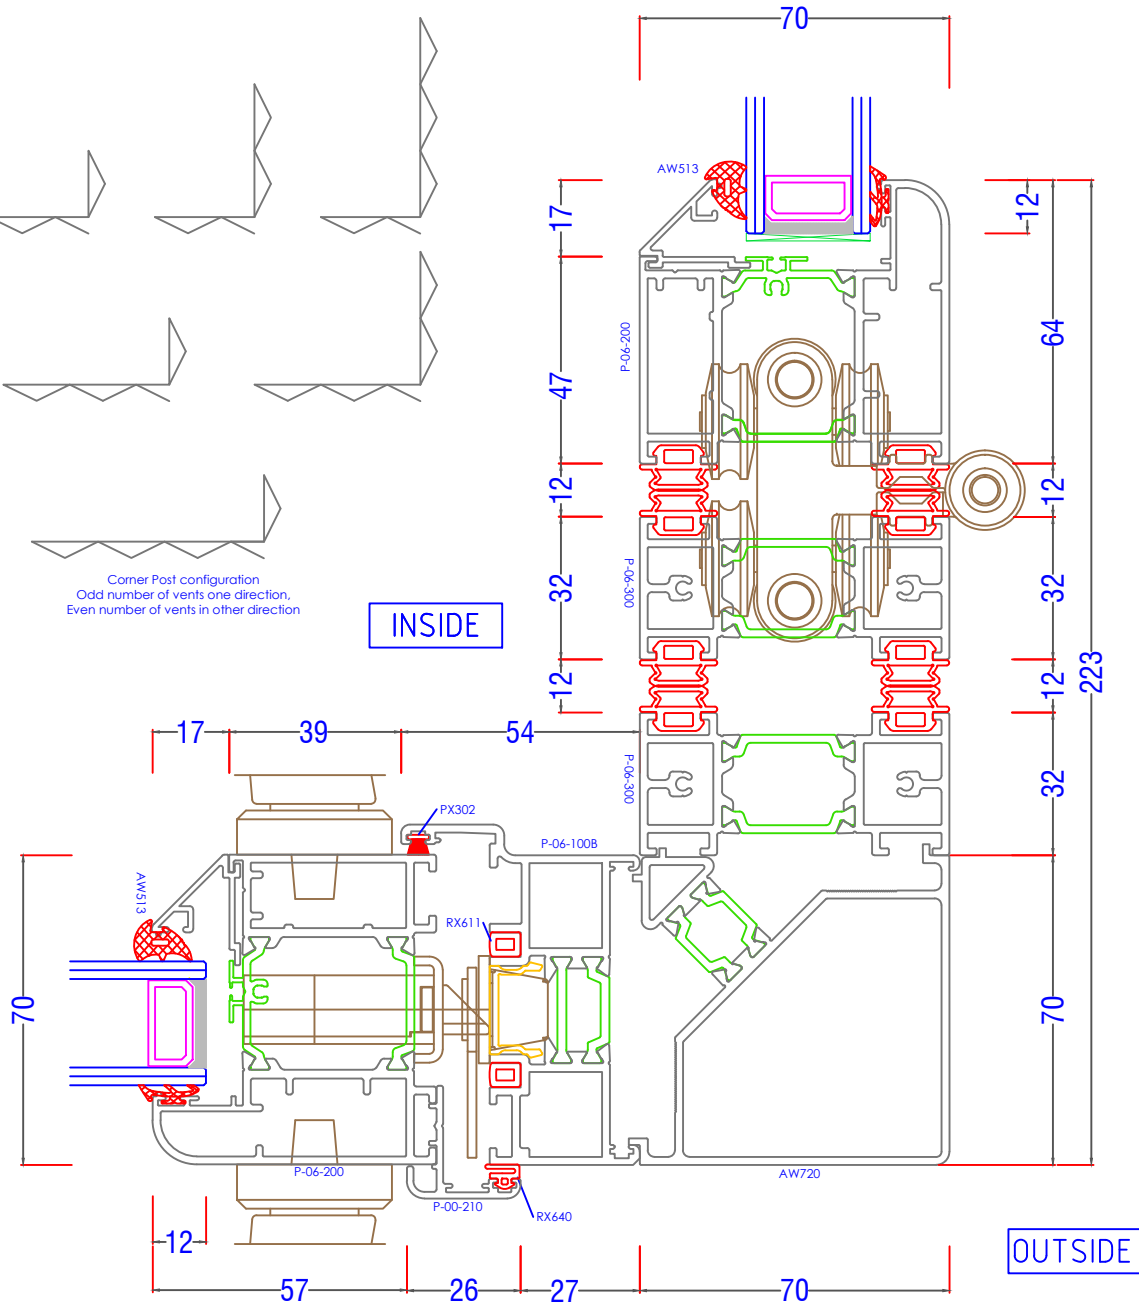 70
AW513
17
12
P-06-200
64
47
12
12
P-06-300
32
32
Corner Post configuration
Odd number of vents one direction,
Even number of vents in other direction
INSIDE
12
12
223
17
39
54
P-06-300
32
PX302
P-06-100B
AW513
RX611
70
70
P-06-200
AW720
P-00-210
RX640
12
OUTSIDE
57
26
27
70